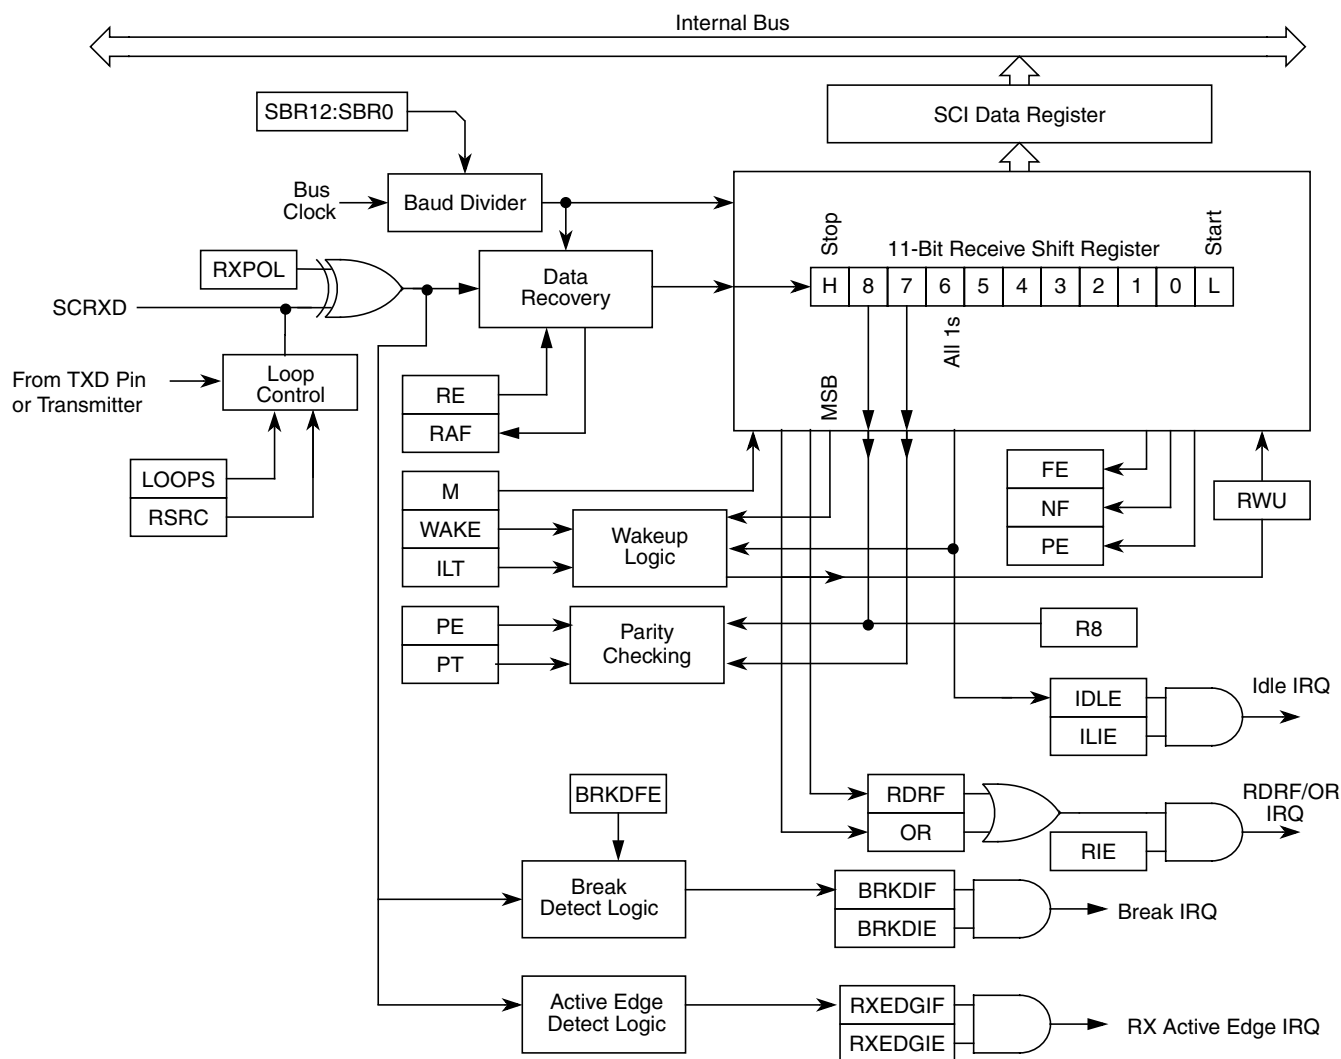 Internal Bus
SBR12:SBR0
SCI Data Register
Bus
Clock
Baud Divider
RXPOL
Data
Recovery
Stop
11-Bit Receive Shift Register
Start
H 8 7 6 5 4 3 2 1 0 L
SCRXD
All 1s
From TXD Pin
or Transmitter
Loop
Control
RE
RAF
MSB
LOOPS
RSRC
M
WAKE
ILT
Wakeup
Logic
FE
NF
PE
RWU
PE
PT
Parity
Checking
R8
IDLE
ILIE
Idle IRQ
BRKDFE
RDRF
OR
RIE
RDRF/OR
IRQ
Break
Detect Logic
BRKDIF
BRKDIE
Break IRQ
Active Edge
Detect Logic
RXEDGIF
RXEDGIE
RX Active Edge IRQ